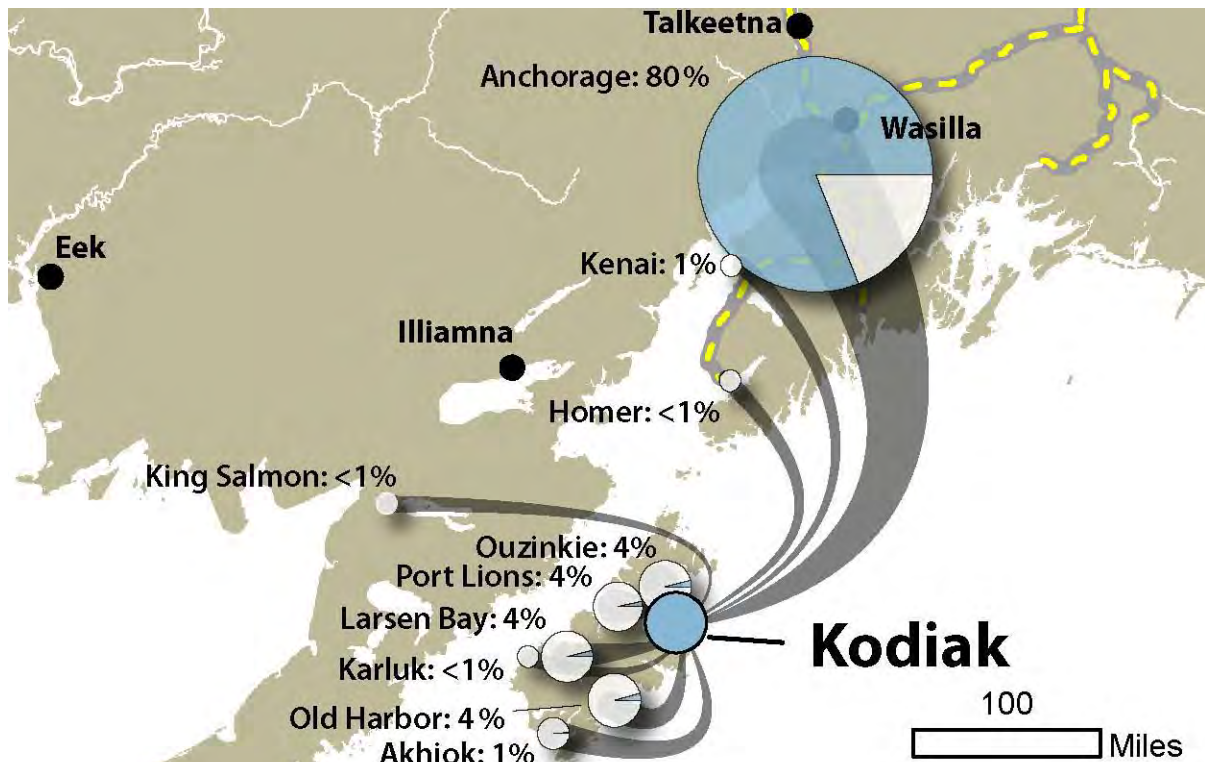 Talkeetna
Anchorage: 80%
Wasilla
Eek
Kenai: 1%
Illiamna
Homer: <1%
King Salmon: <1%
Ouzinkie: 4%
Port Lions: 4%
Larsen Bay: 4%
Kodiak
Karluk: <1%
Old Harbor: 4%
100
Miles
Akhiok: 1%